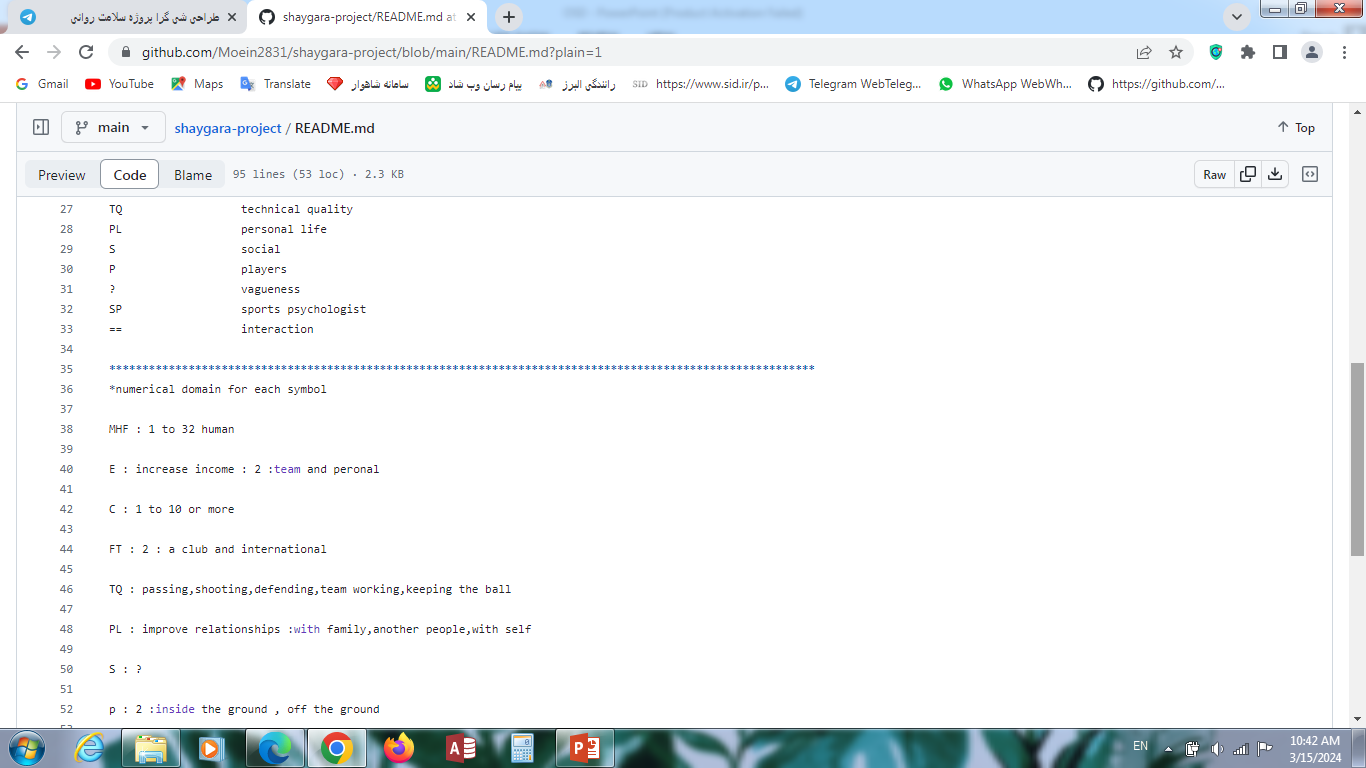 طراحی شی گرا پروژه سلامت روانی
shaygara-project/README.md at
github.com/Moein2831/shaygara-project/blob/main/README.md?plain=1
Gmail YouTube Maps Translate سامانه شاهوار پیام رسان وب شاد رانندگی البرز SID https://www.sid.ir/p... Telegram WebTeleg... WhatsApp WebWh... https://github.com/...
main shaygara-project / README.md Top
Preview Code Blame 95 lines (53 loc) · 2.3 KB Raw
27 TQ technical quality
28 PL personal life
29 S social
30 P players
31 ? vagueness
32 SP sports psychologist
33 == interaction
34
35 ***************************************************************************************************************
36 *numerical domain for each symbol
37
38 MHF : 1 to 32 human
39
40 E : increase income : 2 :team and peronal
41
42 C : 1 to 10 or more
43
44 FT : 2 : a club and international
45
46 TQ : passing,shooting,defending,team working,keeping the ball
47
48 PL : improve relationships :with family,another people,with self
49
50 S : ?
51
52 p : 2 :inside the ground , off the ground
EN 10:42 AM
3/15/2024